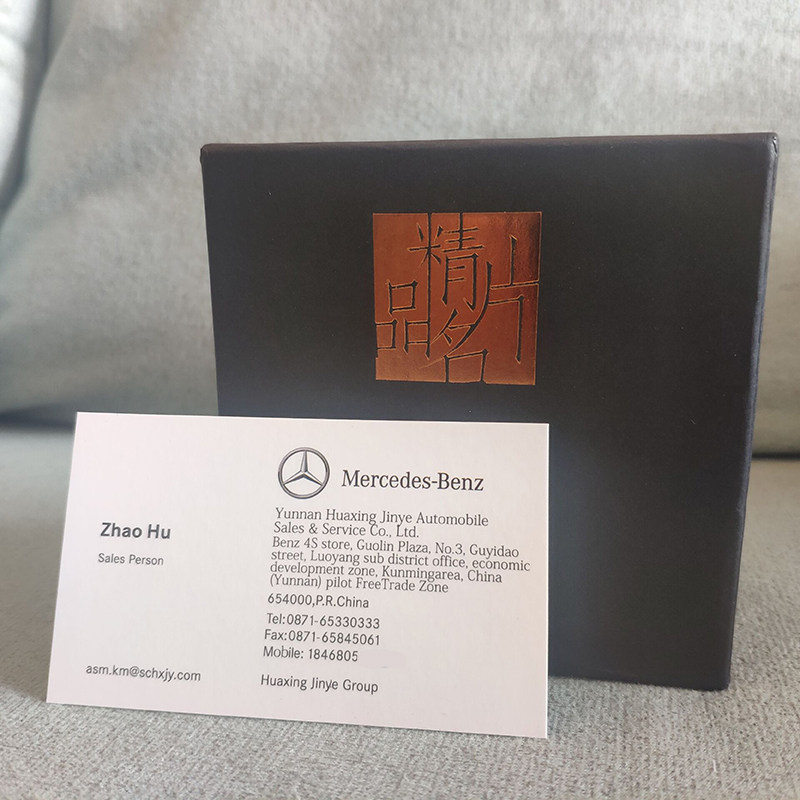 精品名片
Mercedes-Benz
Zhao Hu
Sales Person
asm.km@schxjy.com
Yunnan Huaxing Jinye Automobile
Sales & Service Co., Ltd.
Benz 4S store, Guolin Plaza, No.3, Guyidao
street, Luoyang sub district office, economic
development zone, Kunmingarea, China
(Yunnan) pilot FreeTrade Zone
654000,P.R.China
Tel:0871-65330333
Fax:0871-65845061
Mobile: 1846805
Huaxing Jinye Group